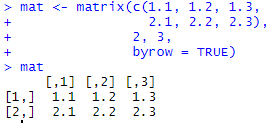 > mat <- matrix(c(1.1, 1.2, 1.3,
+ 2.1, 2.2, 2.3),
+ 2, 3,
+ byrow = TRUE)
> mat
[,1] [,2] [,3]
[1,] 1.1 1.2 1.3
[2,] 2.1 2.2 2.3